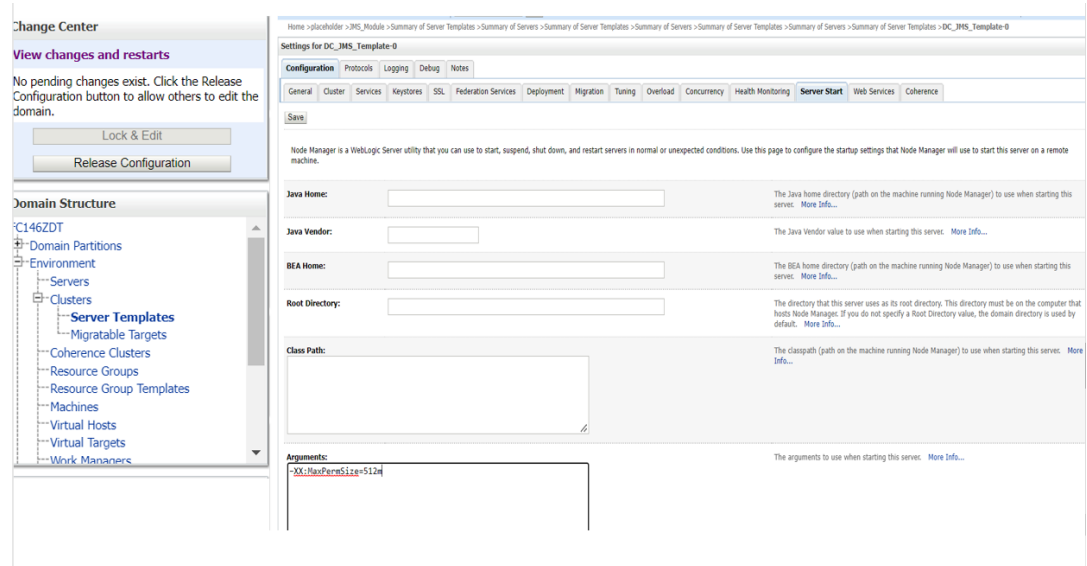 Change Center
View changes and restarts
No pending changes exist. Click the Release
Configuration button to allow others to edit the
domain.
Lock & Edit
Release Configuration
Domain Structure
FC146ZDT
Domain Partitions
Environment
Servers
Clusters
Server Templates
Migratable Targets
Coherence Clusters
Resource Groups
Resource Group Templates
Machines
Virtual Hosts
Virtual Targets
Work Managers
Home >placeholder >JMS_Module >Summary of Server Templates >Summary of Servers >Summary of Server Templates >Summary of Servers >Summary of Server Templates >Summary of Servers >Summary of Server Templates >DC_JMS_Template-0
Settings for DC_JMS_Template-0
Configuration Protocols Logging Debug Notes
General Cluster Services Keystores SSL Federation Services Deployment Migration Tuning Overload Concurrency Health Monitoring Server Start Web Services Coherence
Save
Node Manager is a WebLogic Server utility that you can use to start, suspend, shut down, and restart servers in normal or unexpected conditions. Use this page to configure the startup settings that Node Manager will use to start this server on a remote
machine.
Java Home:
The Java home directory (path on the machine running Node Manager) to use when starting this
server. More Info...
Java Vendor:
The Java Vendor value to use when starting this server. More Info...
BEA Home:
The BEA home directory (path on the machine running Node Manager) to use when starting this
server. More Info...
Root Directory:
The directory that this server uses as its root directory. This directory must be on the computer that
hosts Node Manager. If you do not specify a Root Directory value, the domain directory is used by
default. More Info...
Class Path:
The classpath (path on the machine running Node Manager) to use when starting this server. More
Info...
Arguments:
The arguments to use when starting this server. More Info...
-XX:MaxPermSize=512m